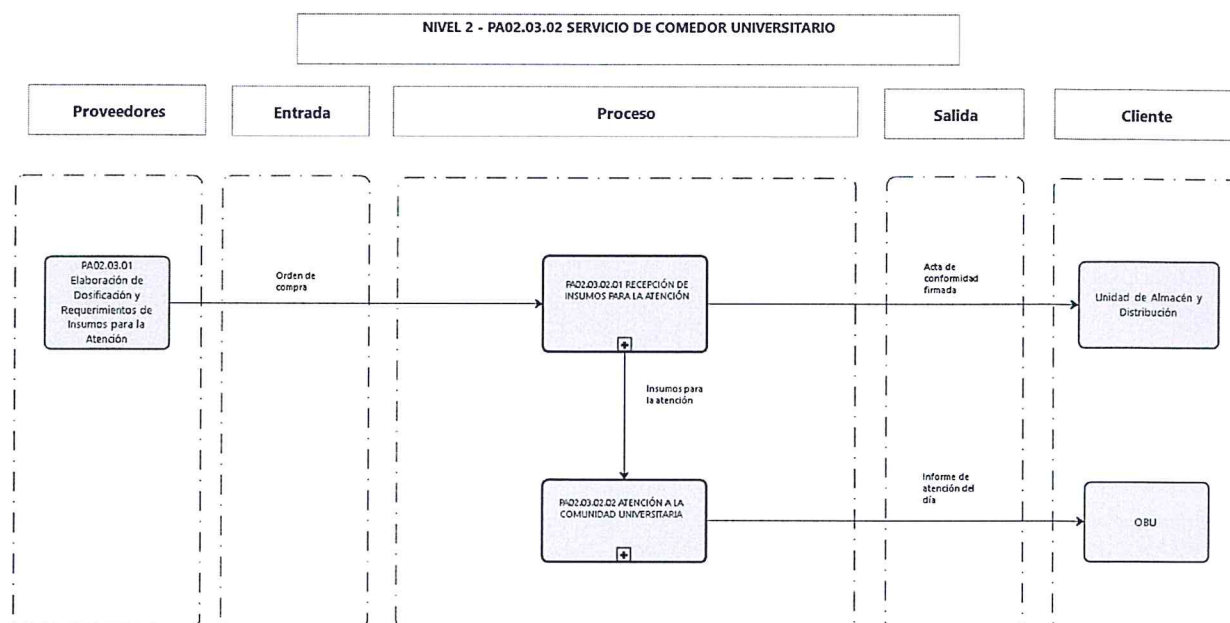 NIVEL 2 - PA02.03.02 SERVICIO DE COMEDOR UNIVERSITARIO
Proveedores
Entrada
Proceso
Salida
Cliente
PA02.03.01
Elaboración de
Dosificación y
Requerimientos de
Insumos para la
Atención
Orden de
compra
PA02.03.02.01 RECEPCIÓN DE
INSUMOS PARA LA ATENCIÓN
Acta de
conformidad
firmada
Unidad de Almacén y
Distribución
Insumos para
la atención
PA02.03.02.02 ATENCIÓN A LA
COMUNIDAD UNIVERSITARIA
Informe de
atención del
día
OBU